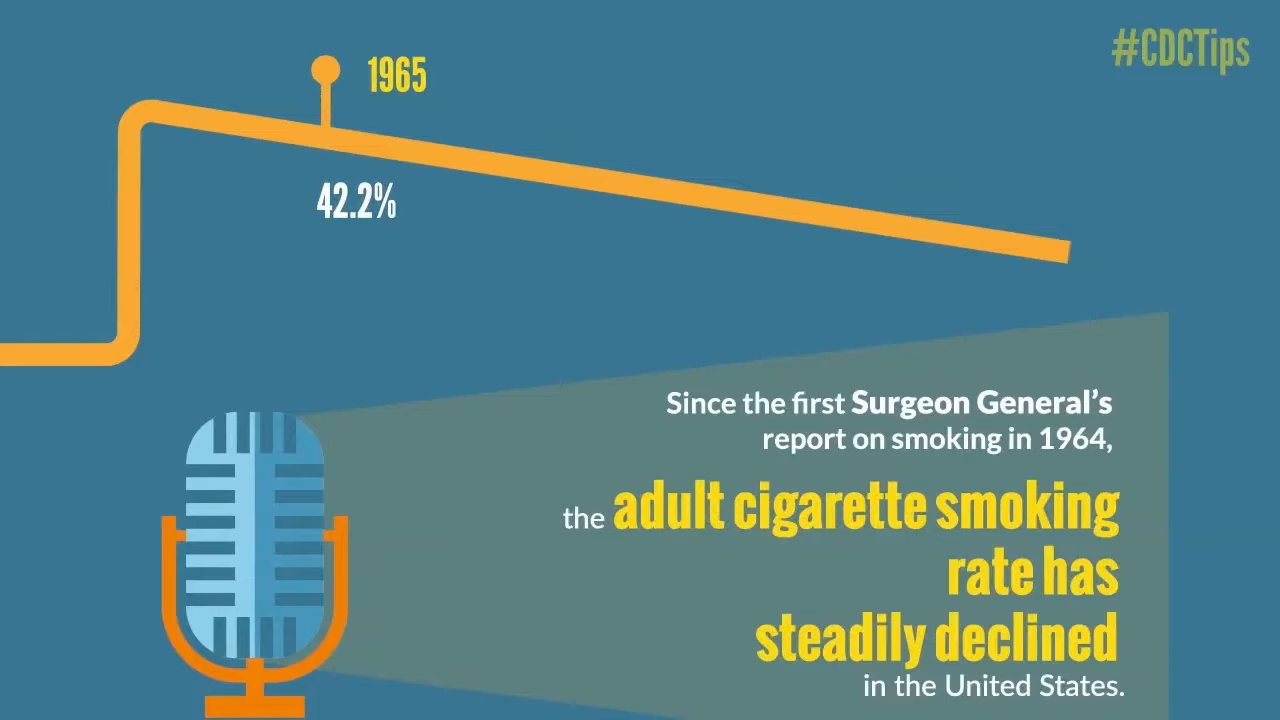 #CDCTips
1965
42.2%
Since the first Surgeon General's
report on smoking in 1964,
the adult cigarette smoking
rate has
steadily declined
in the United States.